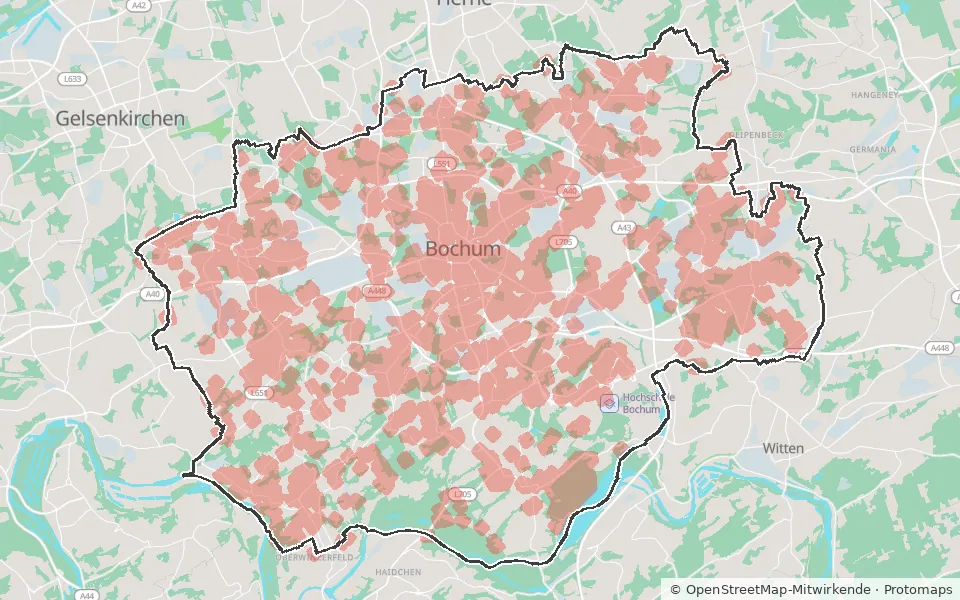 A42
Herne
L633
Gelsenkirchen
HANGENEY
GERMANIA
L551
A40
A43
Bochum
L705
A448
A40
A448
L651
Hochschule
Bochum
Witten
L705
HAIDCHEN
A44
© OpenStreetMap-Mitwirkende · Protomaps